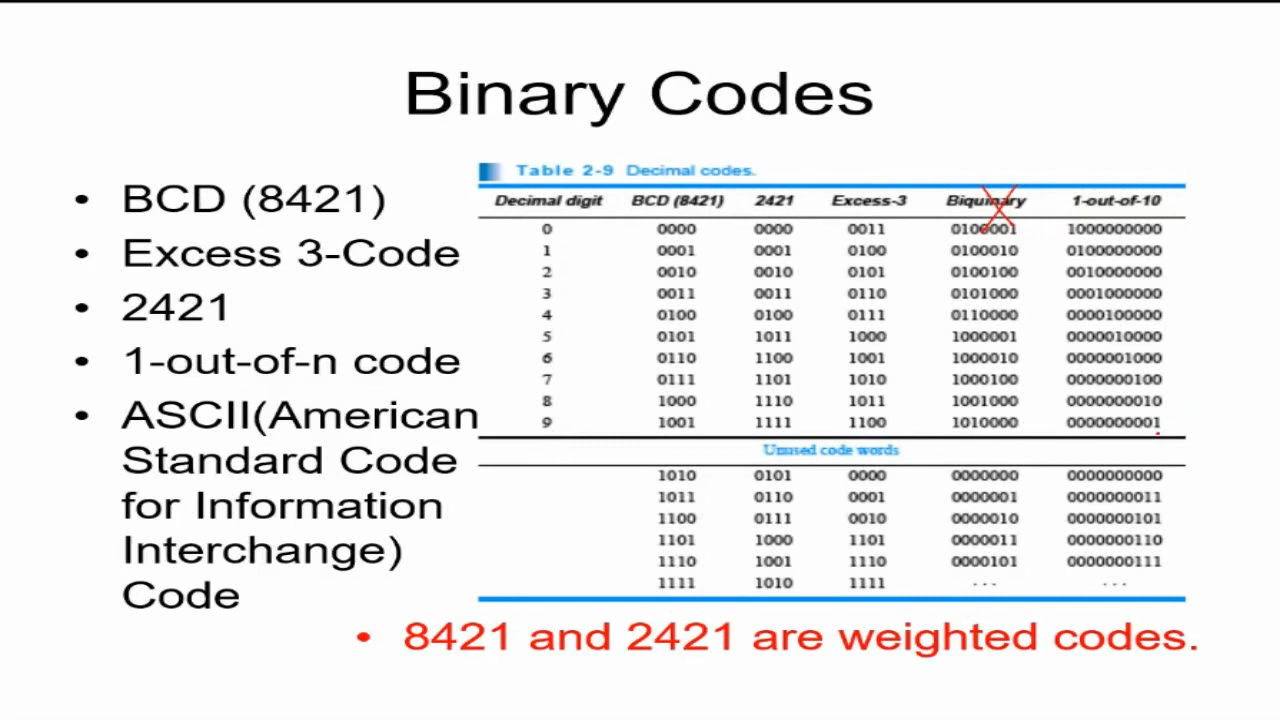 Binary Codes
• BCD (8421)
• Excess 3-Code
• 2421
• 1-out-of-n code
• ASCII(American
Standard Code
for Information
Interchange)
Code
Table 2-9 Decimal codes.
Decimal digit BCD (8421) 2421 Excess-3 Biquinary 1-out-of-10
0 0000 0000 0011 0100001 1000000000
1 0001 0001 0100 0100010 0100000000
2 0010 0010 0101 0100100 0010000000
3 0011 0011 0110 0101000 0001000000
4 0100 0100 0111 0110000 0000100000
5 0101 1011 1000 1000001 0000010000
6 0110 1100 1001 1000010 0000001000
7 0111 1101 1010 1000100 0000000100
8 1000 1110 1011 1001000 0000000010
9 1001 1111 1100 1010000 0000000001
Unused code words
1010 0101 0000 0000000 0000000000
1011 0110 0001 0000001 0000000011
1100 0111 0010 0000010 0000000101
1101 1000 1101 0000011 0000000110
1110 1001 1110 0000101 0000000111
1111 1010 1111 ··· ···
• 8421 and 2421 are weighted codes.